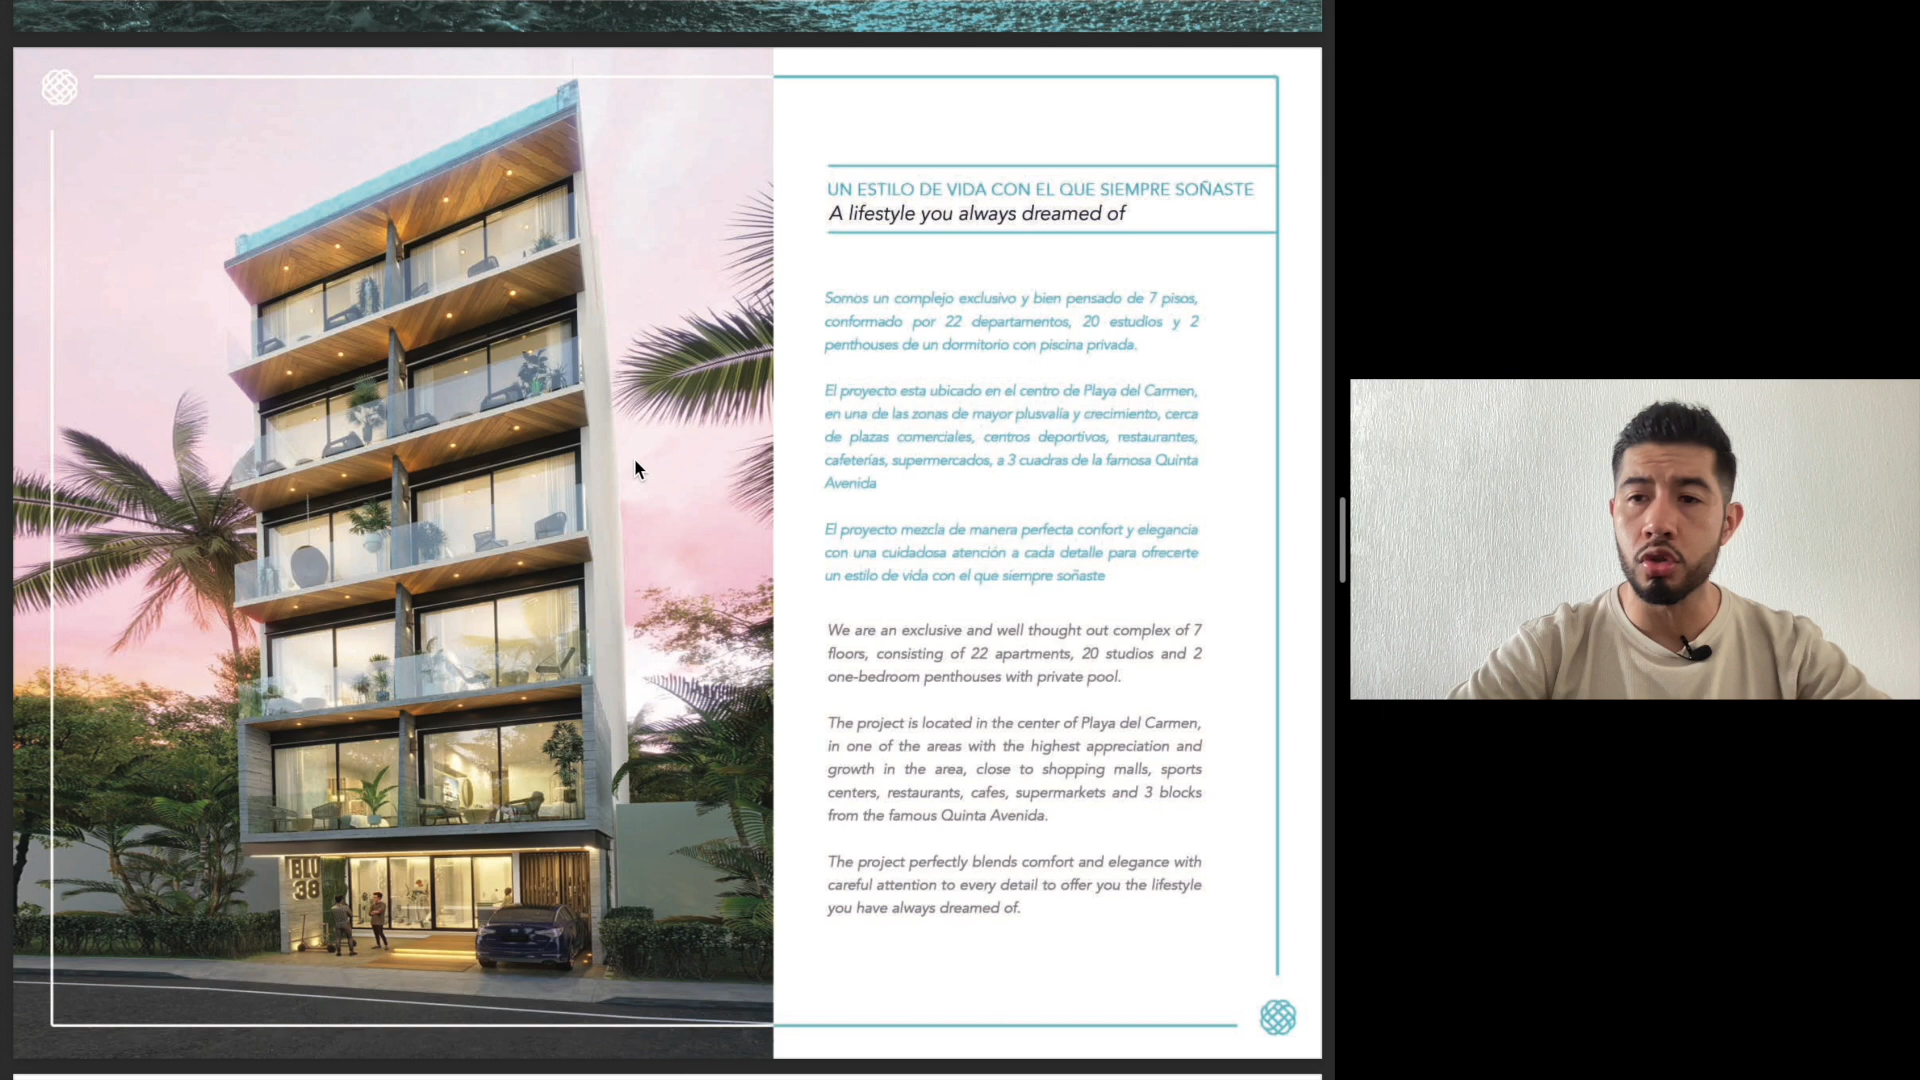 UN ESTILO DE VIDA CON EL QUE SIEMPRE SOÑASTE
A lifestyle you always dreamed of
Somos un complejo exclusivo y bien pensado de 7 pisos,
conformado por 22 departamentos, 20 estudios y 2
penthouses de un dormitorio con piscina privada.
El proyecto esta ubicado en el centro de Playa del Carmen,
en una de las zonas de mayor plusvalía y crecimiento, cerca
de plazas comerciales, centros deportivos, restaurantes,
cafeterías, supermercados, a 3 cuadras de la famosa Quinta
Avenida
El proyecto mezcla de manera perfecta confort y elegancia
con una cuidadosa atención a cada detalle para ofrecerte
un estilo de vida con el que siempre soñaste
We are an exclusive and well thought out complex of 7
floors, consisting of 22 apartments, 20 studios and 2
one-bedroom penthouses with private pool.
The project is located in the center of Playa del Carmen,
in one of the areas with the highest appreciation and
growth in the area, close to shopping malls, sports
centers, restaurants, cafes, supermarkets and 3 blocks
from the famous Quinta Avenida.
The project perfectly blends comfort and elegance with
careful attention to every detail to offer you the lifestyle
you have always dreamed of.
BLU
38